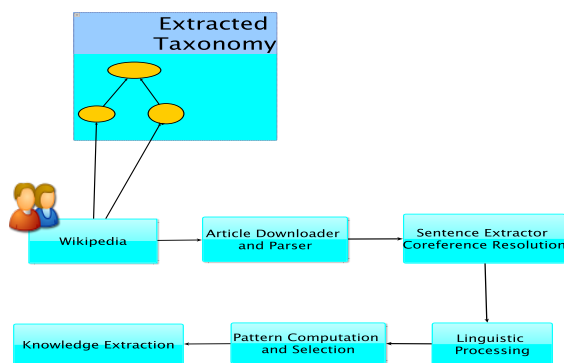 Extracted
Taxonomy
Wikipedia
Article Downloader
and Parser
Sentence Extractor
Coreference Resolution
Linguistic
Processing
Pattern Computation
and Selection
Knowledge Extraction